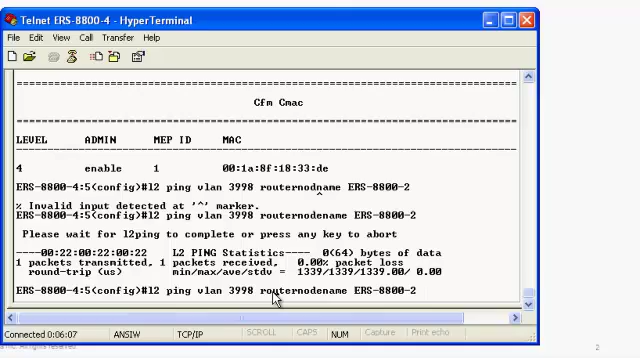 Telnet ERS-8800-4 - HyperTerminal
File Edit View Call Transfer Help
Cfm Cmac
LEVEL ADMIN MEP ID MAC
4 enable 1 00:1a:8f:18:33:de
ERS-8800-4:5(config)#l2 ping vlan 3998 routernodname ERS-8800-2
^
% Invalid input detected at '^' marker.
ERS-8800-4:5(config)#l2 ping vlan 3998 routernodename ERS-8800-2
Please wait for l2ping to complete or press any key to abort
----00:22:00:22:00:22 L2 PING Statistics---- 0(64) bytes of data
1 packets transmitted, 1 packets received, 0.00% packet loss
round-trip (us) min/max/ave/stdv = 1339/1339/1339.00/ 0.00
ERS-8800-4:5(config)#l2 ping vlan 3998 routernodename ERS-8800-2
Connected 0:06:07 ANSIW TCP/IP SCROLL CAPS NUM Capture Print echo
rights reserved
2